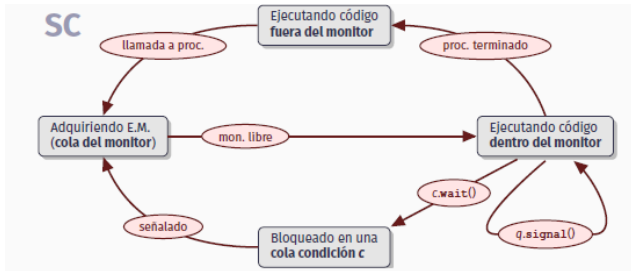 SC
Ejecutando código
fuera del monitor
llamada a proc.
proc. terminado
Adquiriendo E.M.
(cola del monitor)
mon. libre
Ejecutando código
dentro del monitor
c.wait()
señalado
q.signal()
Bloqueado en una
cola condición c